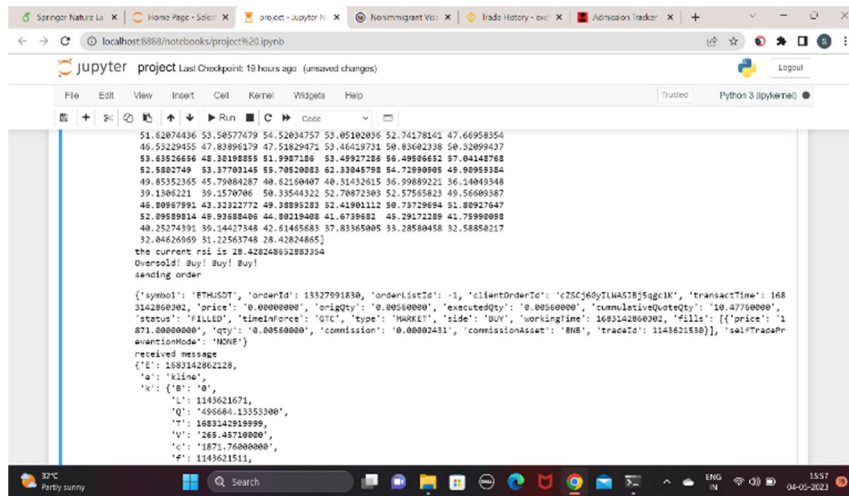 Springer Nature La
Home Page - Select
project - Jupyter N
Nonimmigrant Visa
Trade History - exc
Admission Tracker
localhost:8888/notebooks/project%20.ipynb
jupyter project Last Checkpoint: 19 hours ago (unsaved changes)
Logout
File Edit View Insert Cell Kernel Widgets Help
Trusted
Python 3 (ipykernel)
Run
Code
51.62074436 53.50577479 54.52034757 53.05102036 52.74178141 47.66958354
46.53229455 47.83896179 47.51829471 53.46419731 50.83602338 50.32099437
53.63526656 48.38198855 51.9987186 53.49927286 56.49506652 57.04148768
52.5802749 53.37703145 55.70520083 62.33045798 54.72990905 49.90959384
49.85352365 45.79084287 40.62160407 40.31432615 36.99889221 36.14049348
39.1306221 39.1570706 50.33544322 52.70872303 52.57565823 49.56609387
46.80967991 43.32322772 49.38895283 52.41901112 50.73729694 51.80927647
52.09589814 49.93688406 44.80219408 41.6739682 45.29172289 41.75990098
40.25274391 39.14427348 42.61465683 37.83365005 33.28580458 32.58850217
32.04626969 31.22563748 28.42824865]
the current rsi is 28.428248652883354
Oversold! Buy! Buy! Buy!
sending order
{'symbol': 'ETHUSDT', 'orderId': 13327991830, 'orderListId': -1, 'clientOrderId': 'cZSCj6GyILWASJBj5qgc1K', 'transactTime': 168
3142860302, 'price': '0.00000000', 'origQty': '0.00560000', 'executedQty': '0.00560000', 'cummulativeQuoteQty': '10.47760000',
'status': 'FILLED', 'timeInForce': 'GTC', 'type': 'MARKET', 'side': 'BUY', 'workingTime': 1683142860302, 'fills': [{'price': '1
871.00000000', 'qty': '0.00560000', 'commission': '0.00002431', 'commissionAsset': 'BNB', 'tradeId': 1143621530}], 'selfTradePr
eventionMode': 'NONE'}
received message
{'E': 1683142862128,
'e': 'kline',
'k': {'B': '0',
'L': 1143621671,
'Q': '496684.13353300',
'T': 1683142919999,
'V': '265.45710000',
'c': '1871.76000000',
'f': 1143621511,
32°C
Partly sunny
Search
ENG
IN
15:57
04-05-2023